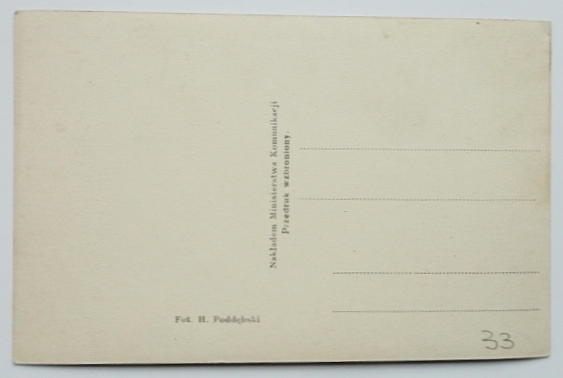 Nakładem Ministerstwa Komunikacji
Przedruk wzbroniony.
Fot. H. Poddębski
33